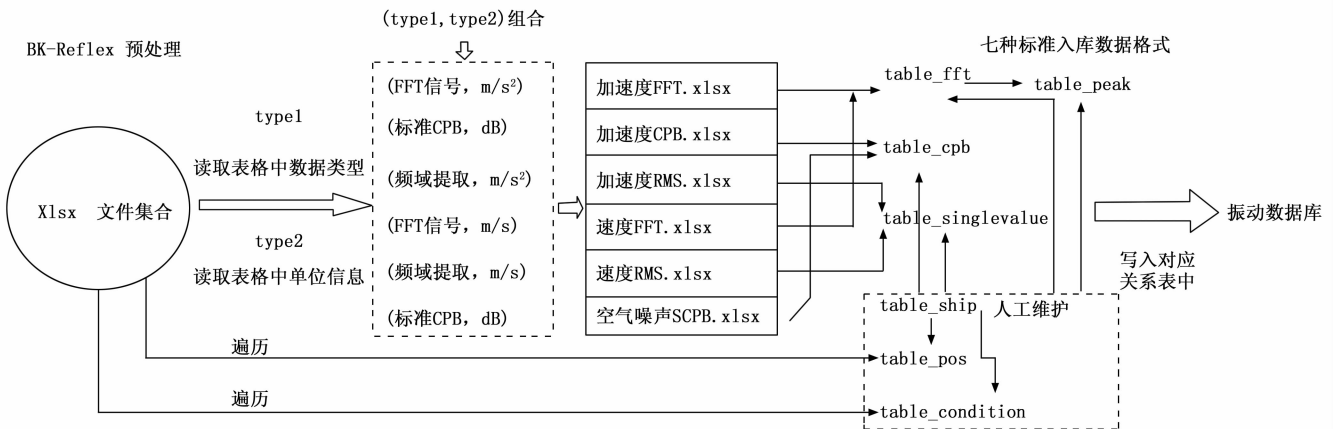 BK-Reflex 预处理
Xlsx 文件集合
type1
读取表格中数据类型
type2
读取表格中单位信息
遍历
遍历
(type1,type2)组合
(FFT信号，m/s²)
(标准CPB，dB)
(频域提取，m/s²)
(FFT信号，m/s)
(频域提取，m/s)
(标准CPB，dB)
加速度FFT.xlsx
加速度CPB.xlsx
加速度RMS.xlsx
速度FFT.xlsx
速度RMS.xlsx
空气噪声SCPB.xlsx
七种标准入库数据格式
table_fft
table_peak
table_cpb
table_singlevalue
table_ship
人工维护
table_pos
table_condition
写入对应
关系表中
振动数据库